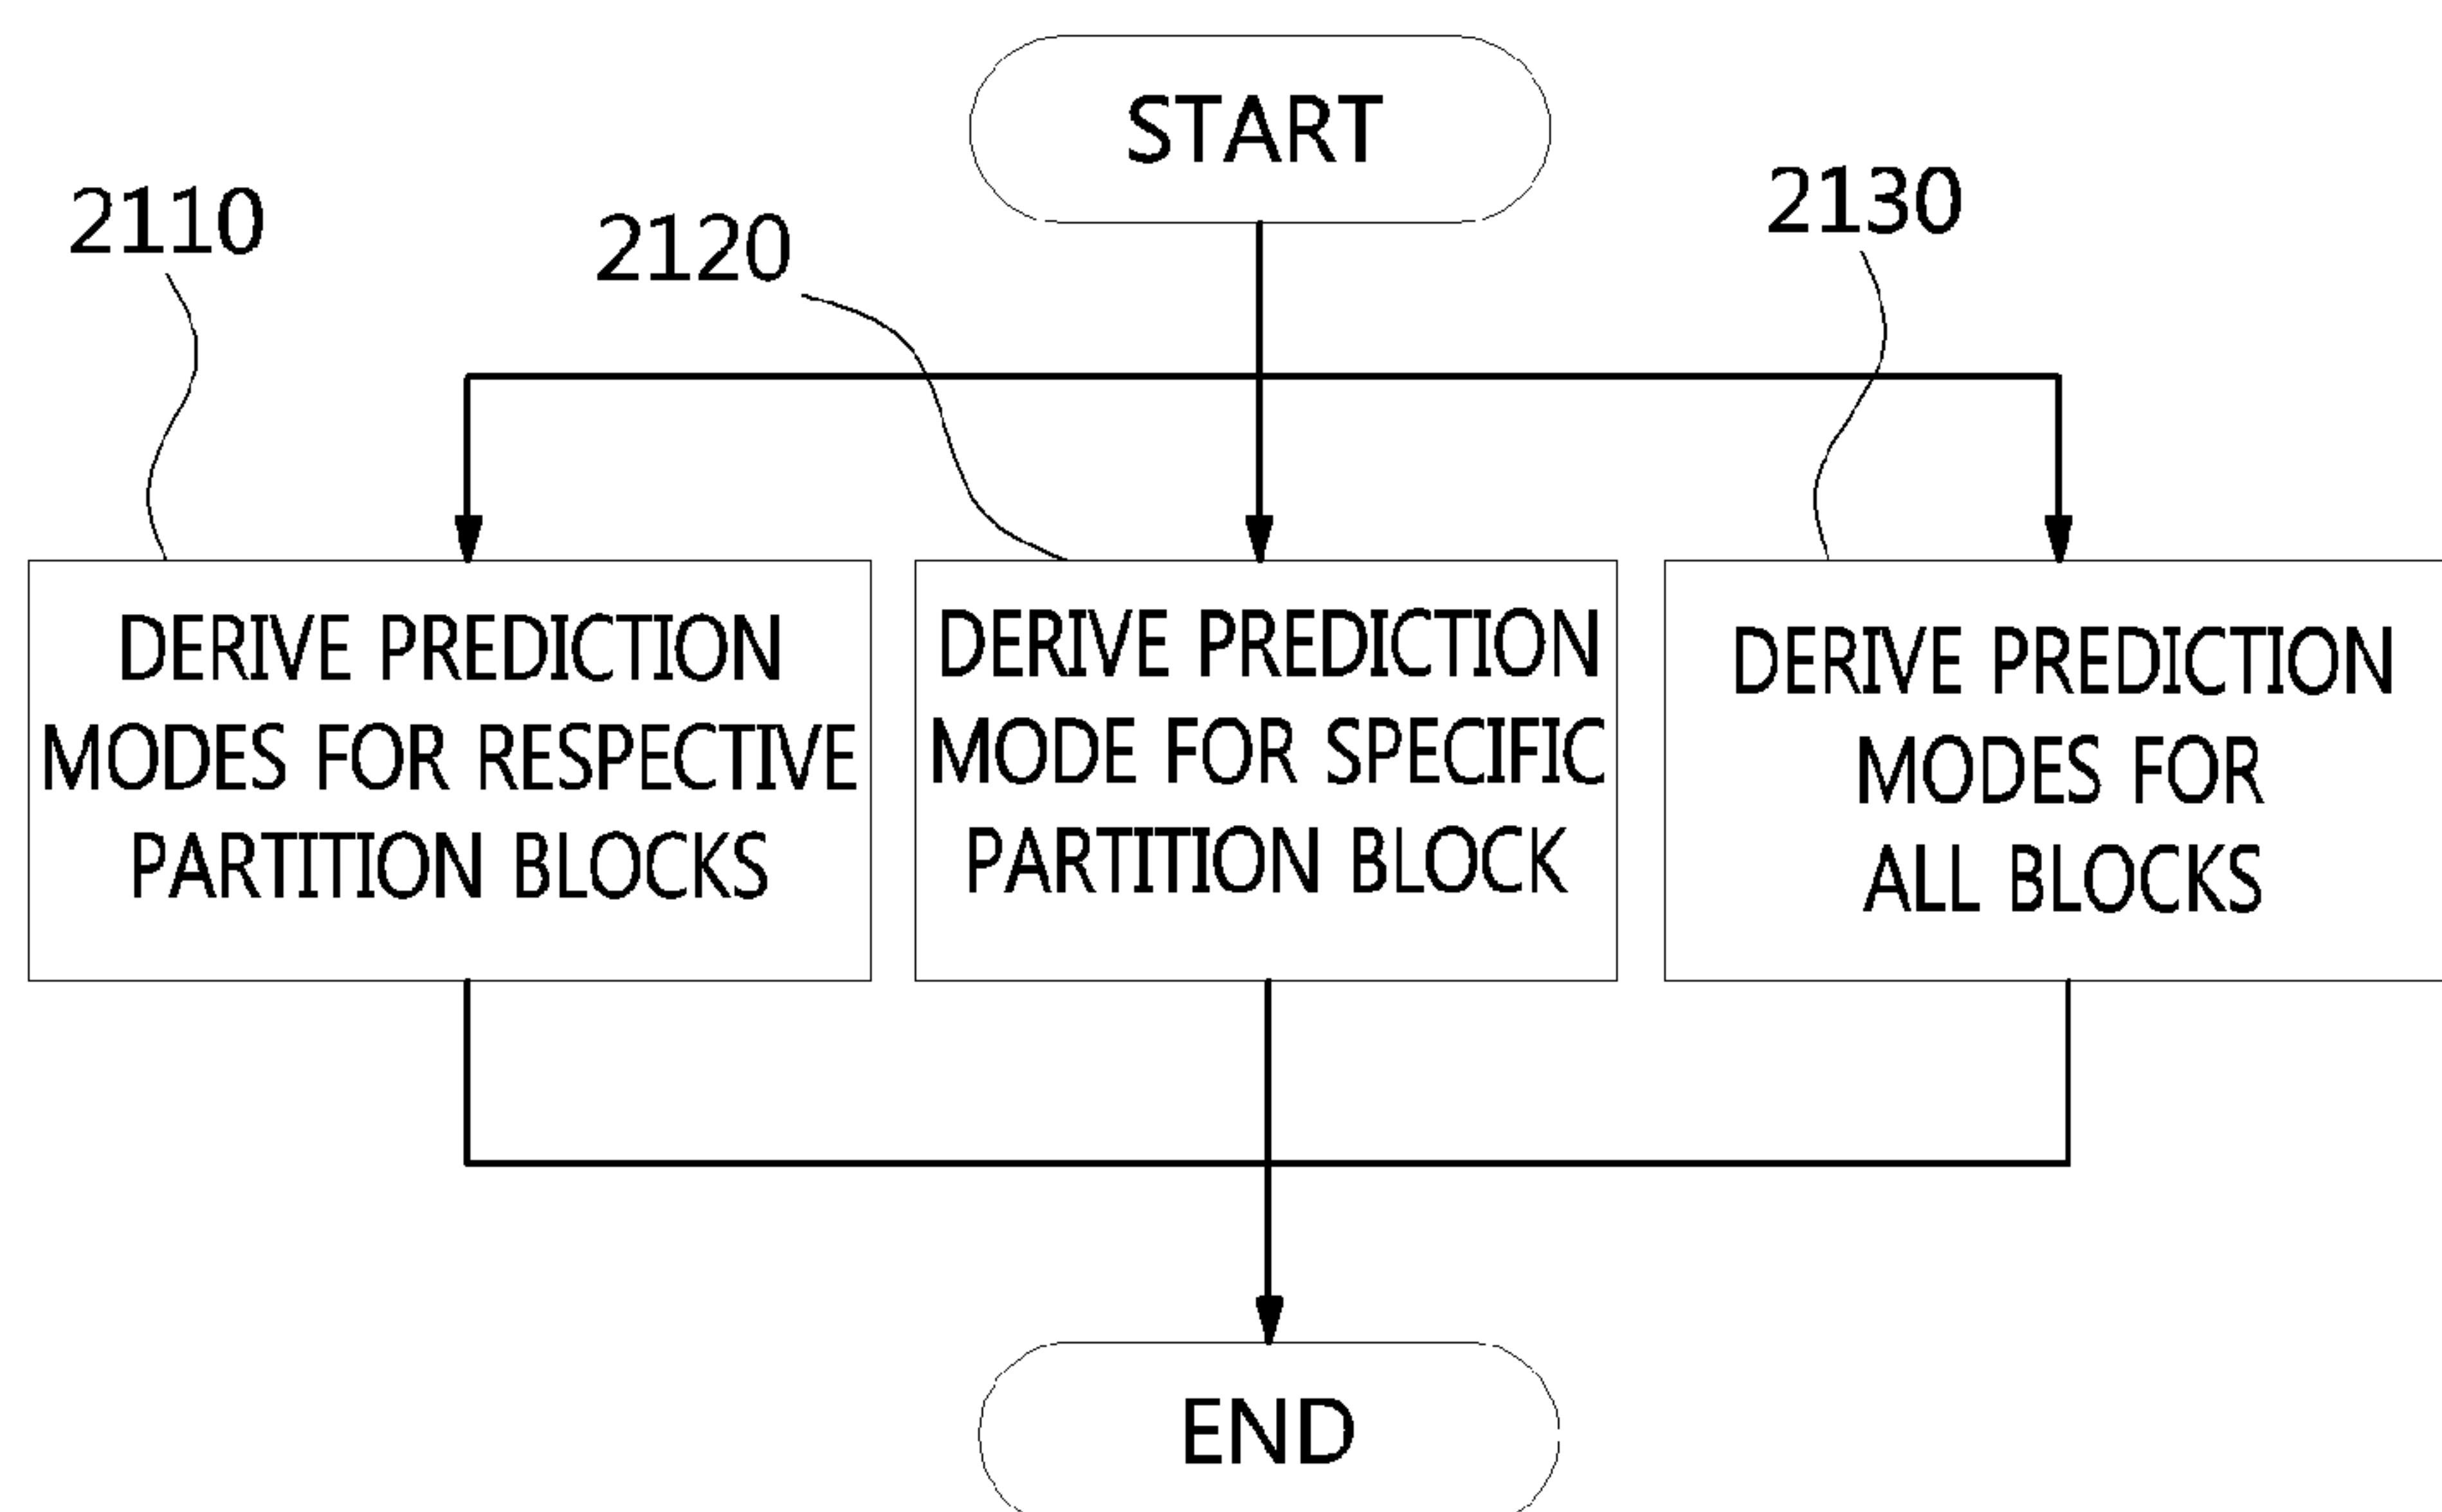 START
2110
2120
2130
DERIVE PREDICTION
MODES FOR RESPECTIVE
PARTITION BLOCKS
DERIVE PREDICTION
MODE FOR SPECIFIC
PARTITION BLOCK
DERIVE PREDICTION
MODES FOR
ALL BLOCKS
END